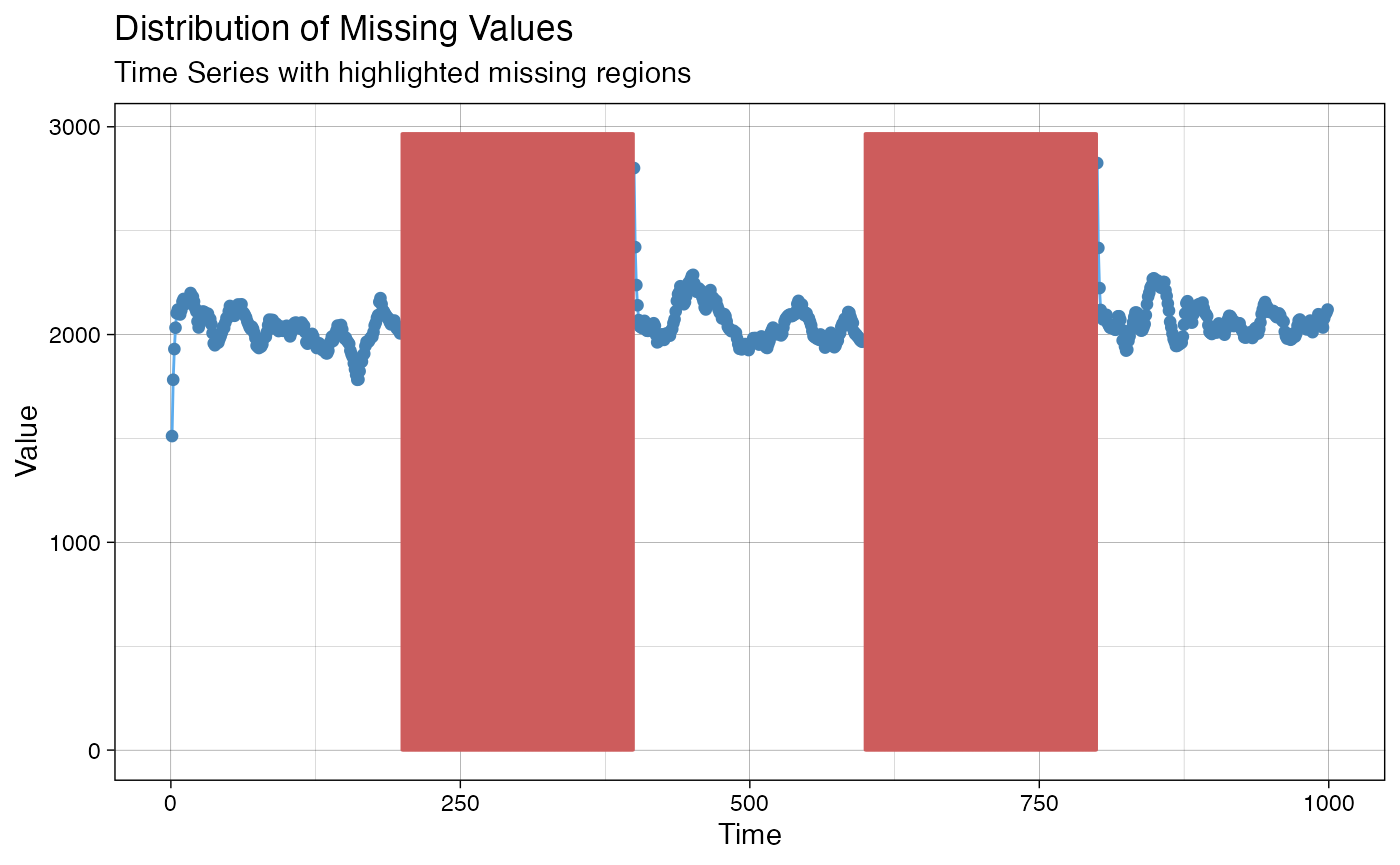 Distribution of Missing Values
Time Series with highlighted missing regions
3000
2000
1000
0
Value
0 250 500 750 1000
Time